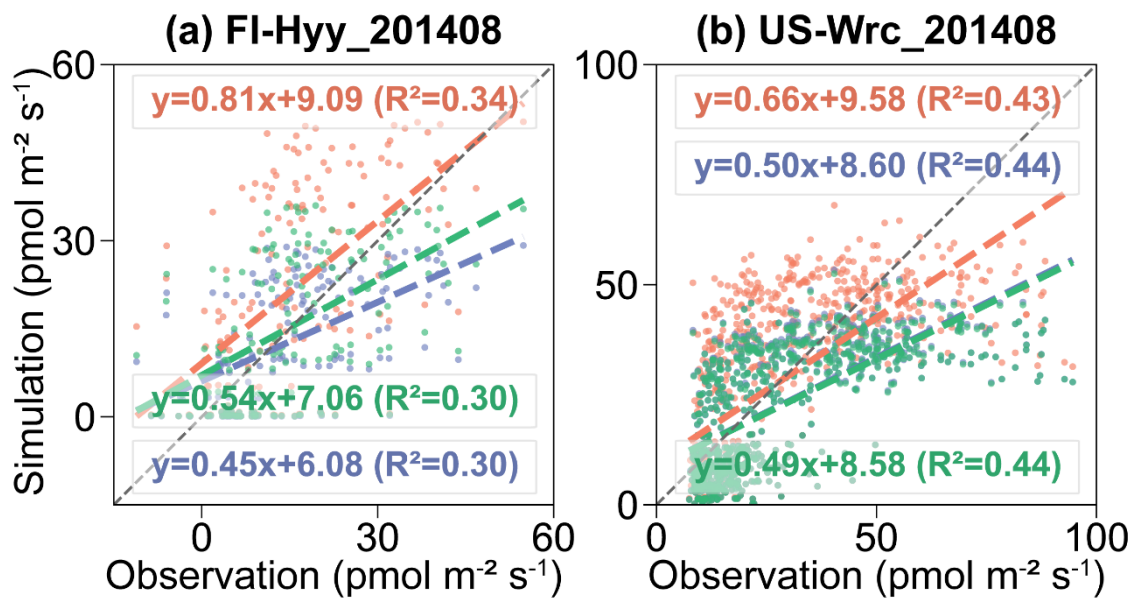 (a) FI-Hyy_201408
Simulation (pmol m⁻² s⁻¹)
60
30
0
y=0.81x+9.09 (R²=0.34)
y=0.54x+7.06 (R²=0.30)
y=0.45x+6.08 (R²=0.30)
0 30 60
Observation (pmol m⁻² s⁻¹)
(b) US-Wrc_201408
100
50
0
y=0.66x+9.58 (R²=0.43)
y=0.50x+8.60 (R²=0.44)
y=0.49x+8.58 (R²=0.44)
0 50 100
Observation (pmol m⁻² s⁻¹)